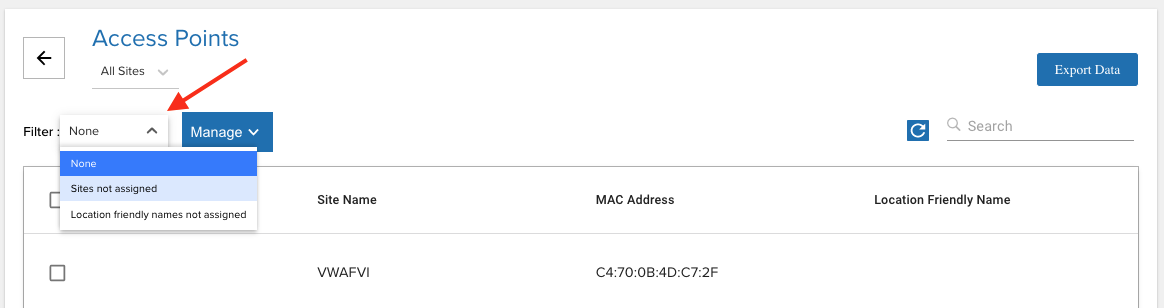 Access Points
All Sites
Export Data
Filter : None
Manage
Search
None
Sites not assigned
Location friendly names not assigned
Site Name MAC Address Location Friendly Name
VWAFVI C4:70:0B:4D:C7:2F